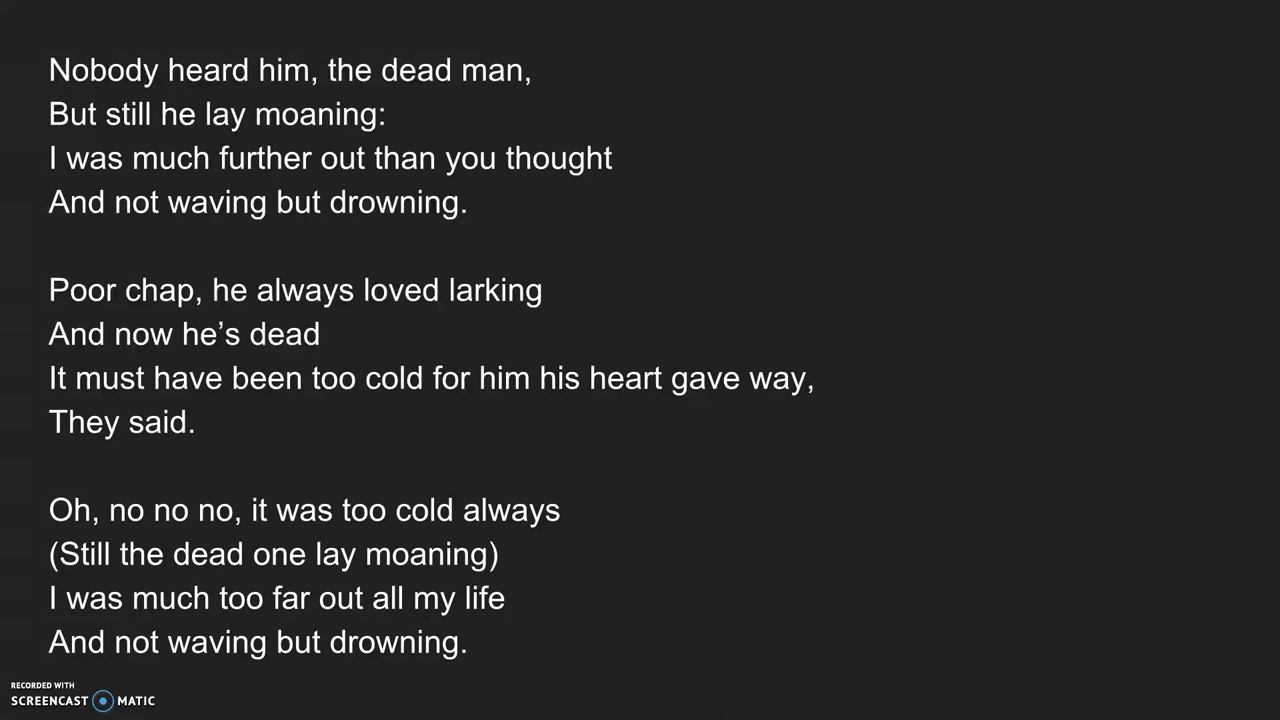 Nobody heard him, the dead man,
But still he lay moaning:
I was much further out than you thought
And not waving but drowning.
Poor chap, he always loved larking
And now he’s dead
It must have been too cold for him his heart gave way,
They said.
Oh, no no no, it was too cold always
(Still the dead one lay moaning)
I was much too far out all my life
And not waving but drowning.
RECORDED WITH
SCREENCAST MATIC